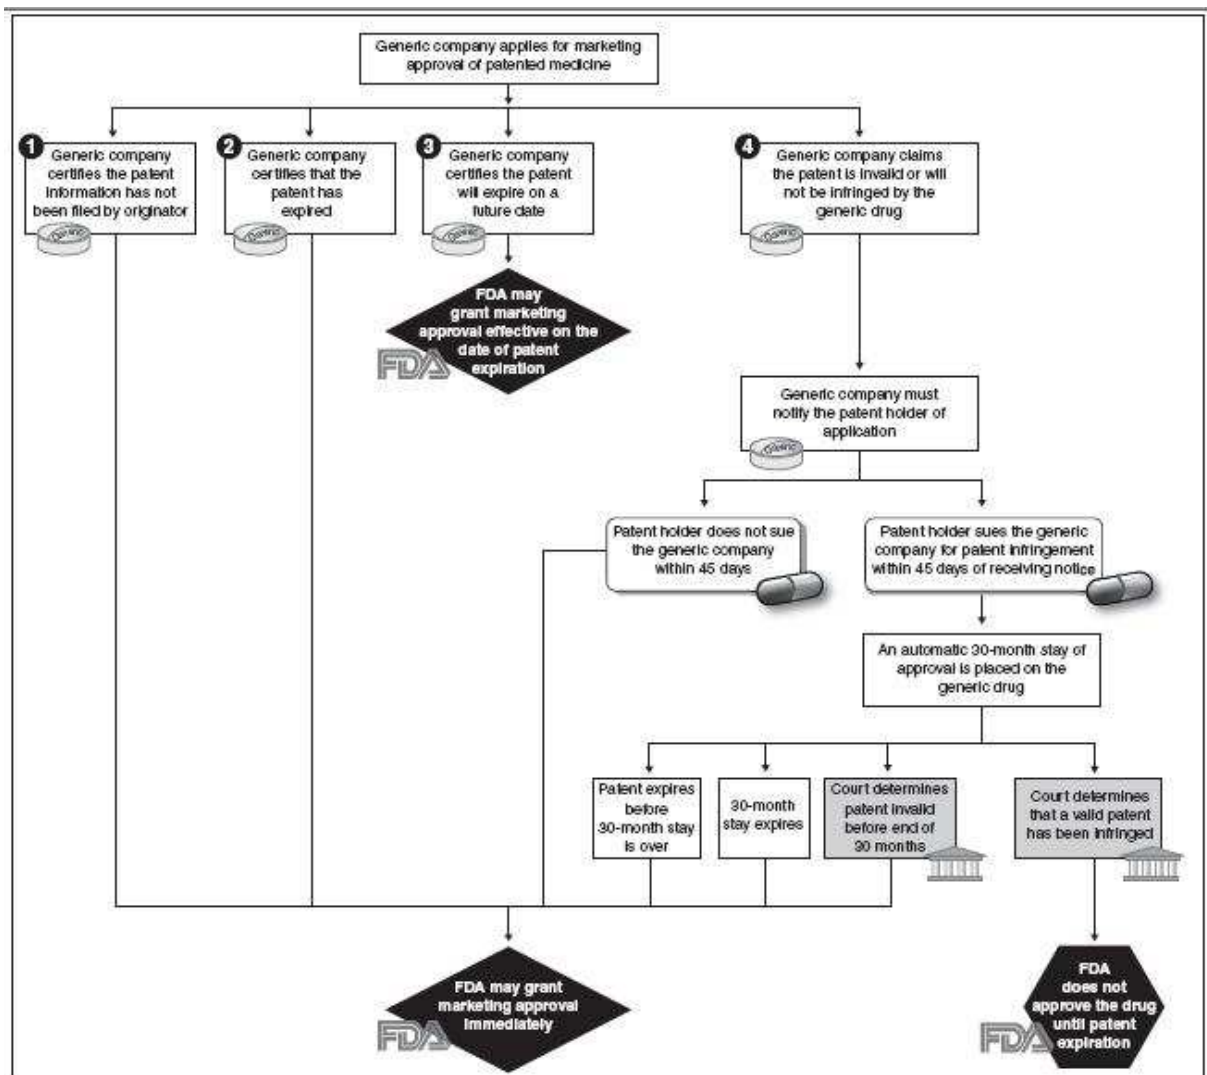 Generic company applies for marketing
approval of patented medicine
1
Generic company
certifies the patent
information has not
been filed by originator
Generic
2
Generic company
certifies that the
patent has
expired
Generic
3
Generic company
certifies the patent
will expire on a
future date
Generic
4
Generic company claims
the patent is invalid or will
not be infringed by the
generic drug
Generic
FDA may
grant marketing
approval effective on the
date of patent
expiration
FDA
Generic company must
notify the patent holder of
application
Generic
Patent holder does not sue
the generic company
within 45 days
Patent holder sues the generic
company for patent infringement
within 45 days of receiving notice
An automatic 30-month stay of
approval is placed on the
generic drug
Patent expires
before
30-month stay
is over
30-month
stay expires
Court determines
patent invalid
before end of
30 months
Court determines
that a valid patent
has been infringed
FDA may grant
marketing approval
immediately
FDA
FDA
does not
approve the drug
until patent
expiration
FDA